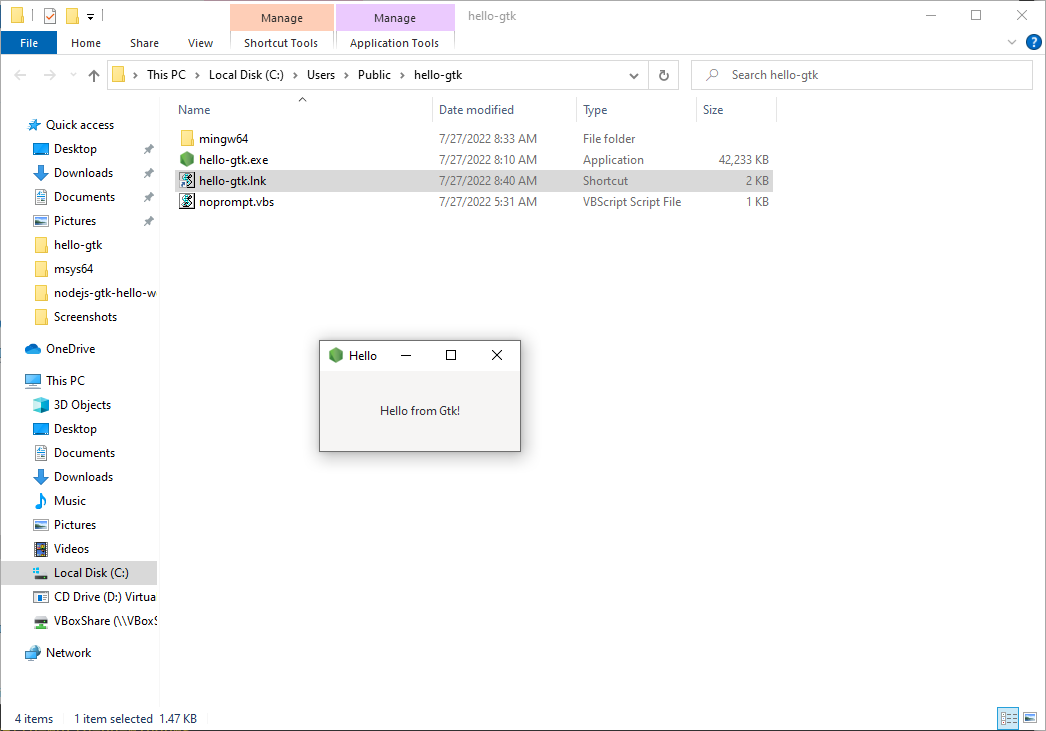 Manage Manage hello-gtk
File Home Share View Shortcut Tools Application Tools ?
This PC Local Disk (C:) Users Public hello-gtk Search hello-gtk
Name Date modified Type Size
mingw64 7/27/2022 8:33 AM File folder
hello-gtk.exe 7/27/2022 8:10 AM Application 42,233 KB
hello-gtk.lnk 7/27/2022 8:40 AM Shortcut 2 KB
noprompt.vbs 7/27/2022 5:31 AM VBScript Script File 1 KB
Quick access
Desktop
Downloads
Documents
Pictures
hello-gtk
msys64
nodejs-gtk-hello-w
Screenshots
OneDrive
This PC
3D Objects
Desktop
Documents
Downloads
Music
Pictures
Videos
Local Disk (C:)
CD Drive (D:) Virtua
VBoxShare (\\VBoxS
Network
Hello
Hello from Gtk!
4 items 1 item selected 1.47 KB